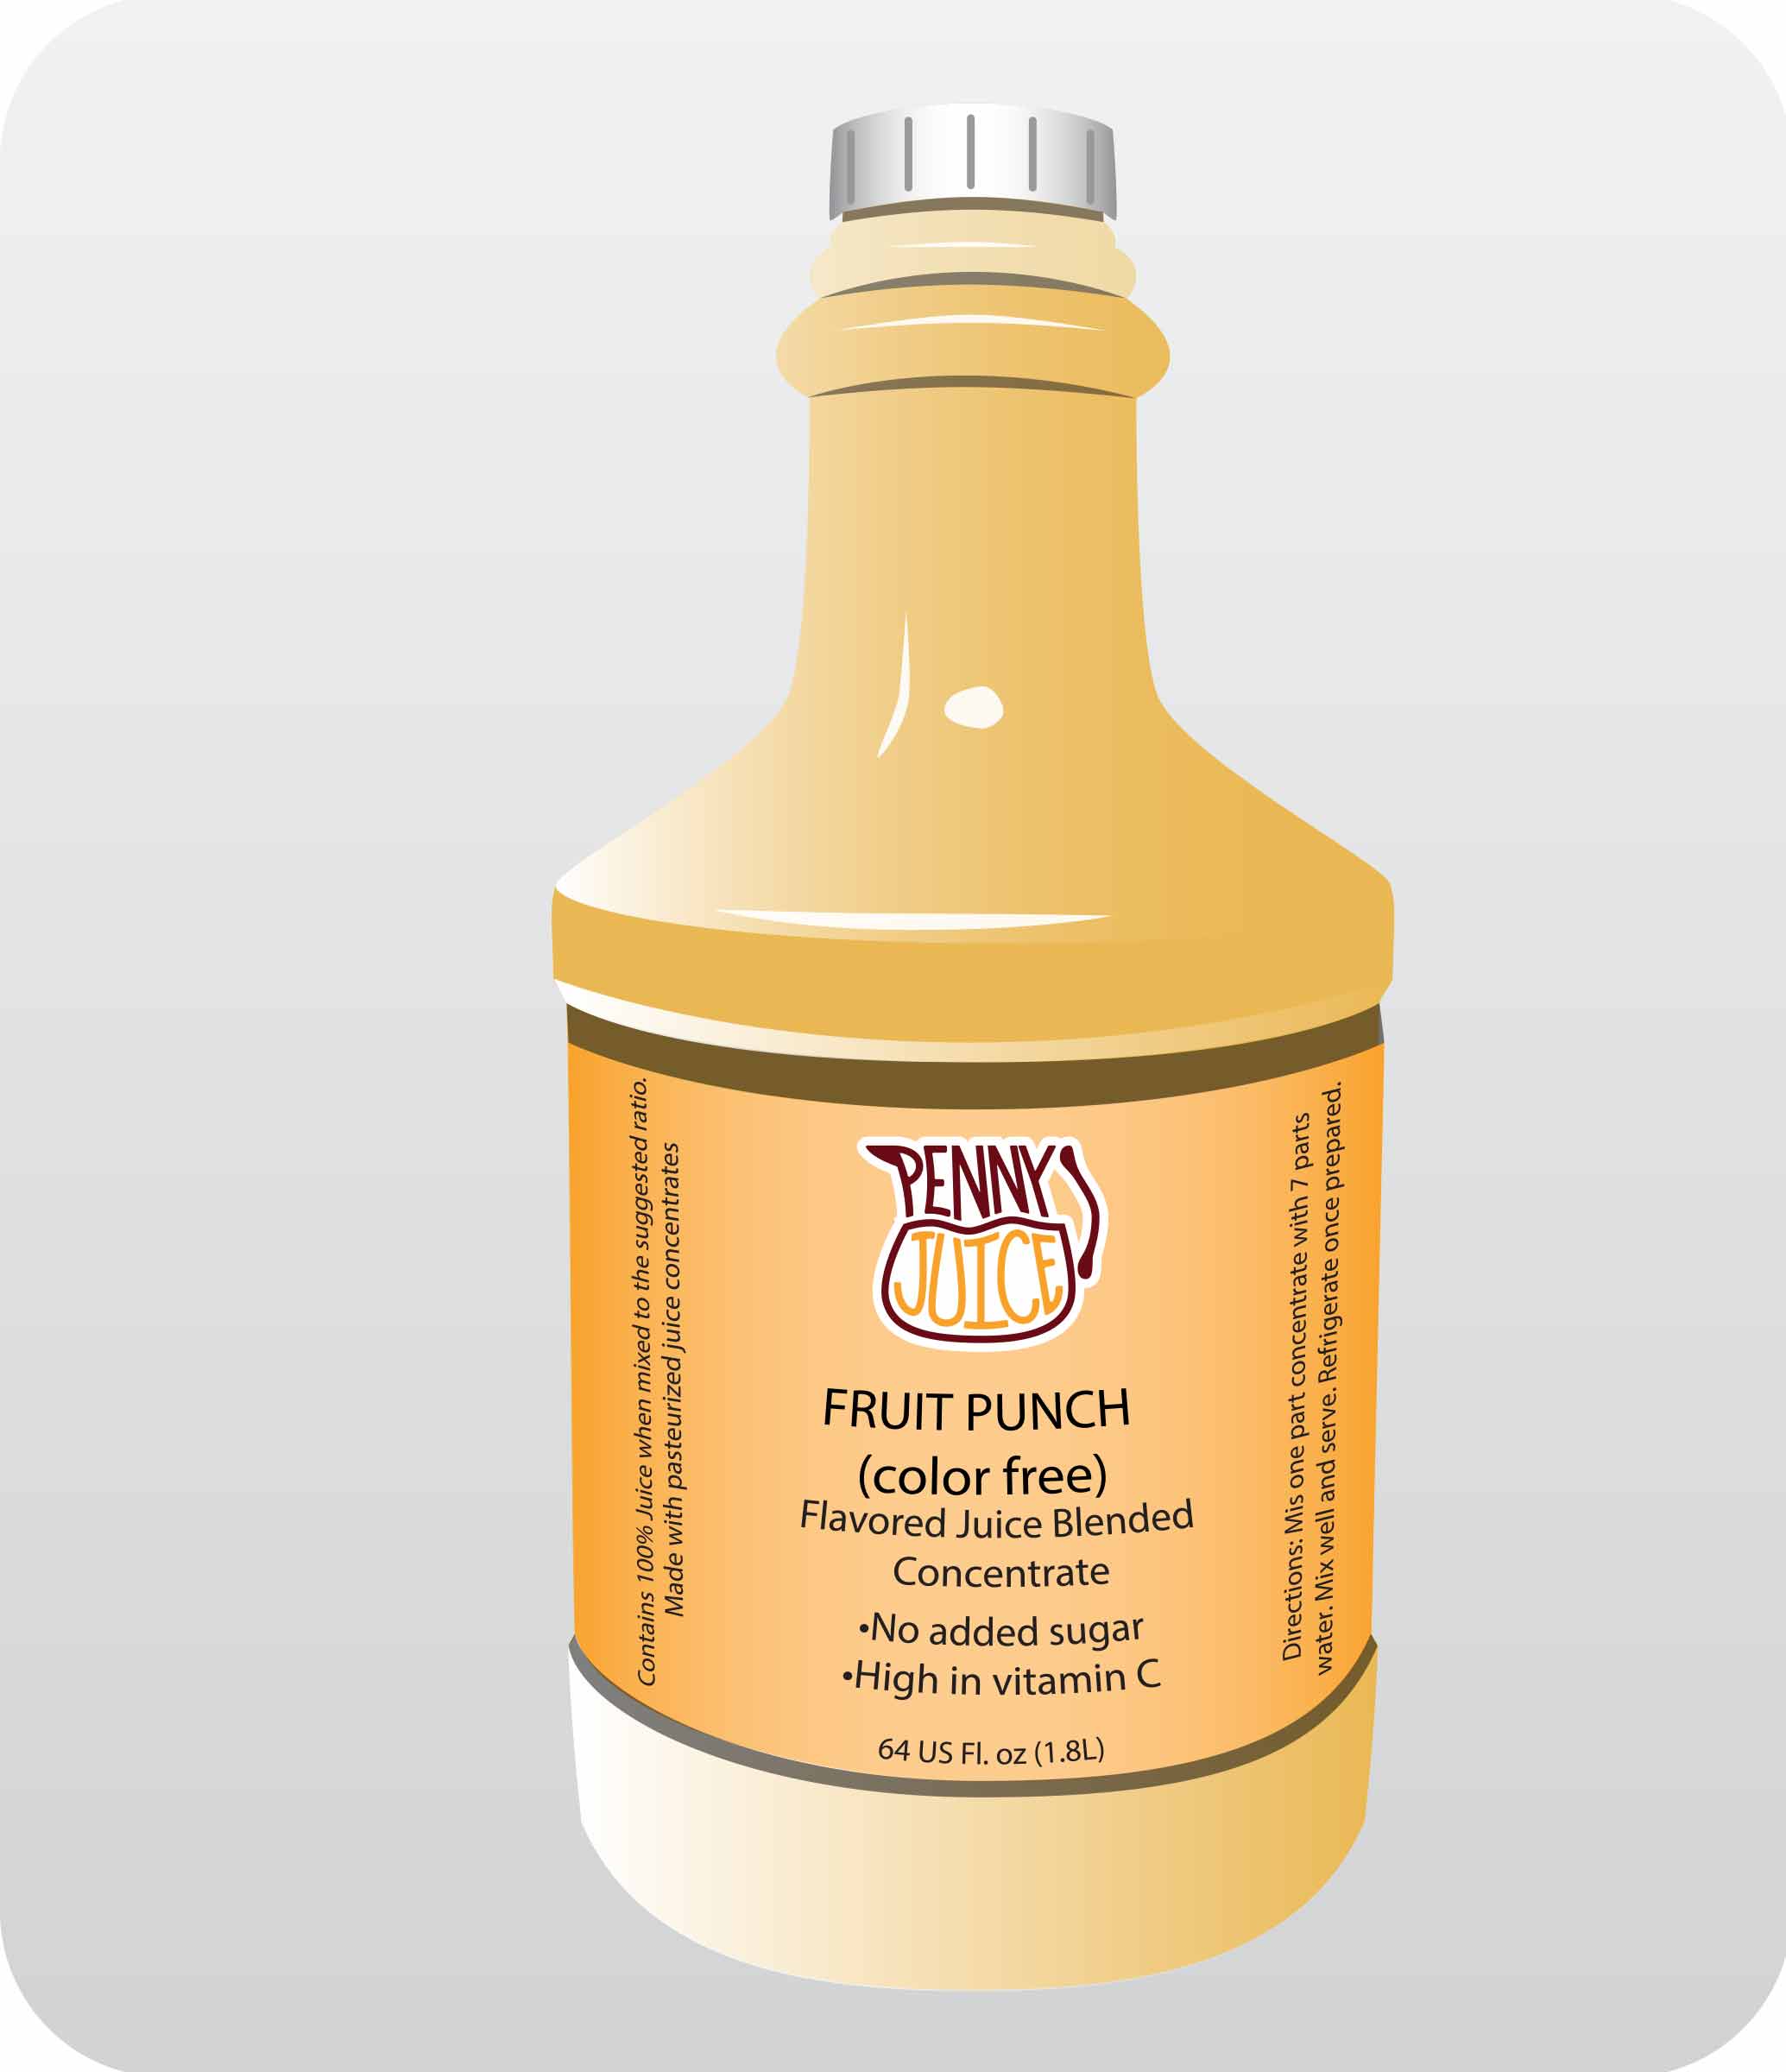 PENNY
JUICE
FRUIT PUNCH
(color free)
Flavored Juice Blended
Concentrate
•No added sugar
•High in vitamin C
64 US Fl. oz (1.8L)
Contains 100% Juice when mixed to the suggested ratio.
Made with pasteurized juice concentrates
Directions: Mis one part concentrate with 7 parts
water. Mix well and serve. Refrigerate once prepared.